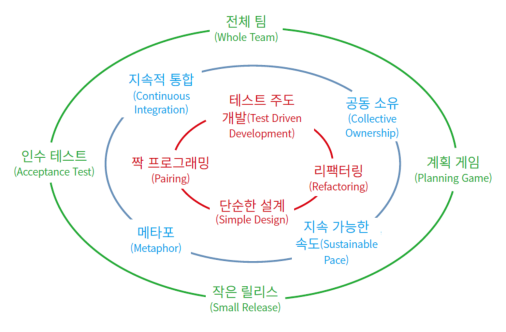 전체 팀
(Whole Team)
지속적 통합
(Continuous
Integration)
테스트 주도
개발(Test Driven
Development)
공동 소유
(Collective
Ownership)
인수 테스트
(Acceptance Test)
짝 프로그래밍
(Pairing)
리팩터링
(Refactoring)
계획 게임
(Planning Game)
단순한 설계
(Simple Design)
메타포
(Metaphor)
지속 가능한
속도(Sustainable
Pace)
작은 릴리스
(Small Release)